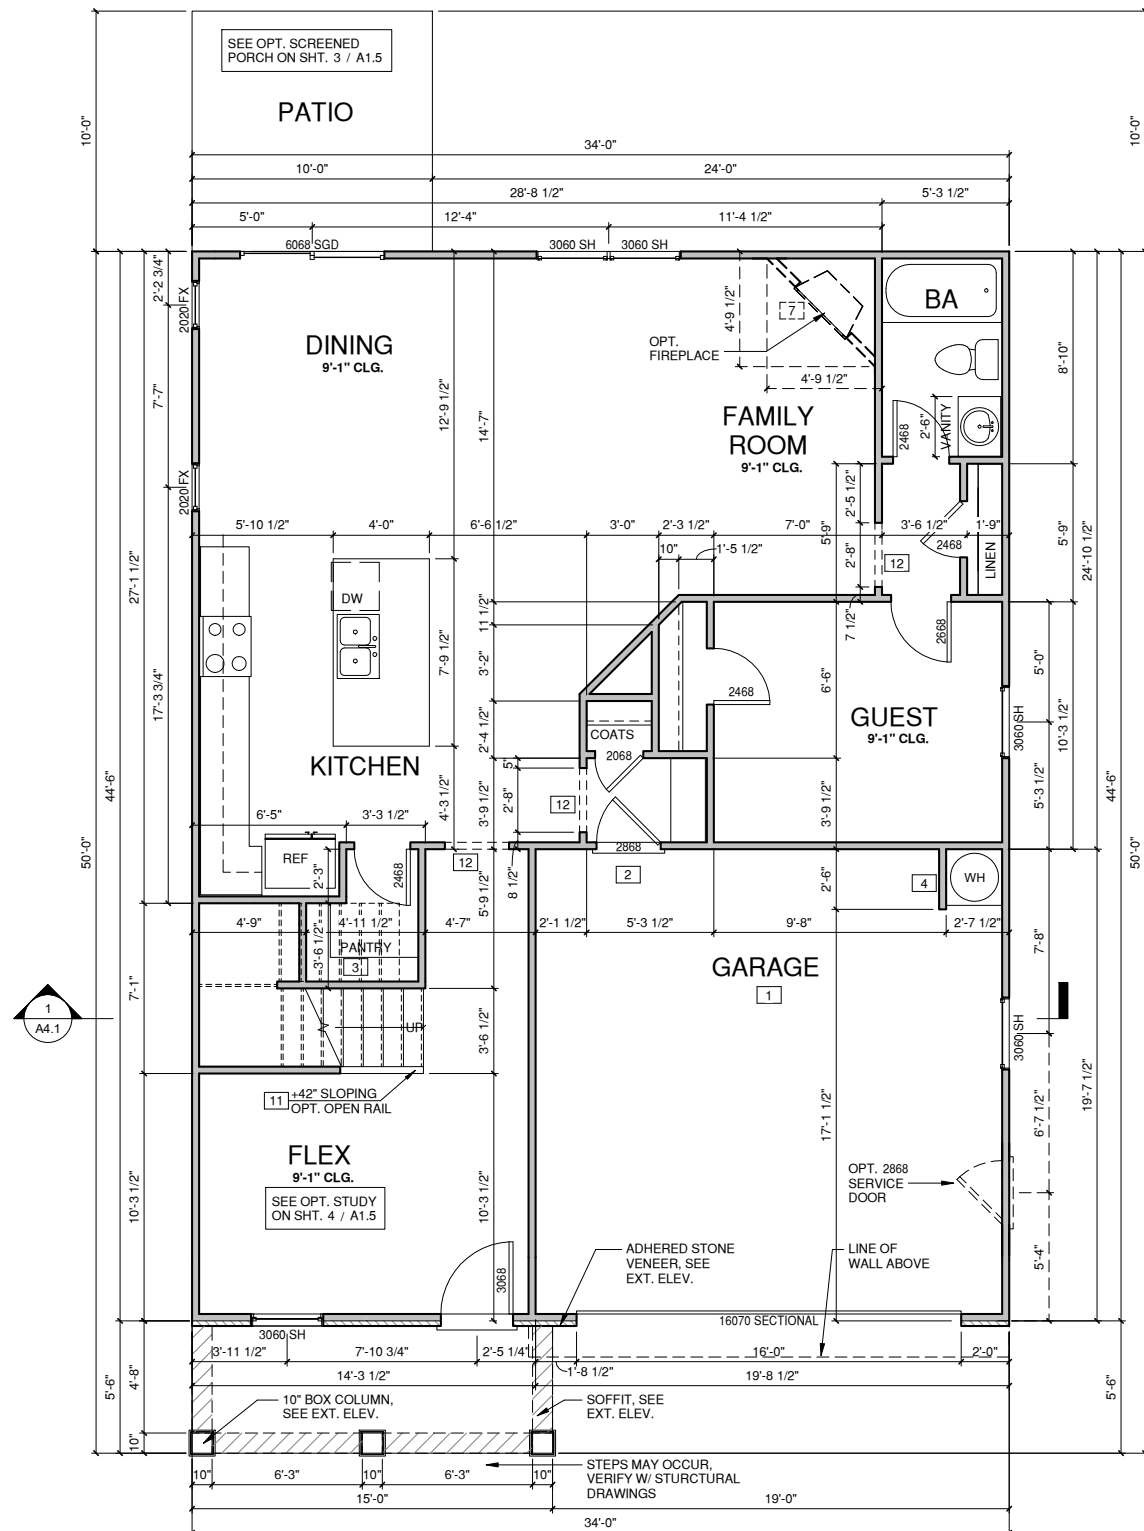 SEE OPT. SCREENED
PORCH ON SHT. 3 / A1.5
PATIO
10'-0"
10'-0"
34'-0"
10'-0"
24'-0"
28'-8 1/2"
5'-3 1/2"
5'-0"
12'-4"
11'-4 1/2"
6068 SGD
3060 SH
3060 SH
2'-2 3/4"
2020 FX
4'-9 1/2"
7
OPT.
FIREPLACE
BA
DINING
9'-1" CLG.
8'-10"
4'-9 1/2"
7'-7"
12'-9 1/2"
14'-7"
FAMILY
ROOM
9'-1" CLG.
2468
2'-6"
VANITY
2020 FX
2'-5 1/2"
5'-10 1/2"
4'-0"
6'-6 1/2"
3'-0"
2'-3 1/2"
7'-0"
5'-9"
3'-6 1/2"
1'-9"
5'-9"
24'-10 1/2"
10"
1'-5 1/2"
2468
2'-8"
12
LINEN
27'-1 1/2"
DW
11 1/2"
7 1/2"
2668
7'-9 1/2"
3'-2"
6'-6"
5'-0"
17'-3 3/4"
2468
GUEST
9'-1" CLG.
3060 SH
10'-3 1/2"
COATS
2'-4 1/2"
2068
KITCHEN
5"
44'-6"
44'-6"
4'-3 1/2"
3'-9 1/2"
2'-8"
12
3'-9 1/2"
5'-3 1/2"
6'-5"
3'-3 1/2"
REF
2'-3"
2468
12
8 1/2"
2868
2
2'-6"
4
WH
50'-0"
50'-0"
4'-9"
4'-11 1/2"
4'-7"
5'-9 1/2"
2'-1 1/2"
5'-3 1/2"
9'-8"
2'-7 1/2"
3'-6 1/2"
PANTRY
3
GARAGE
1
7'-8"
7'-1"
1
A4.1
UP
3'-6 1/2"
3060 SH
11
+42" SLOPING
OPT. OPEN RAIL
17'-1 1/2"
6'-7 1/2"
19'-7 1/2"
FLEX
9'-1" CLG.
SEE OPT. STUDY
ON SHT. 4 / A1.5
10'-3 1/2"
10'-3 1/2"
OPT. 2868
SERVICE
DOOR
3068
ADHERED STONE
VENEER, SEE
EXT. ELEV.
LINE OF
WALL ABOVE
5'-4"
16070 SECTIONAL
3060 SH
3'-11 1/2"
7'-10 3/4"
2'-5 1/4"
16'-0"
2'-0"
1'-8 1/2"
14'-3 1/2"
19'-8 1/2"
5'-6"
4'-8"
10" BOX COLUMN,
SEE EXT. ELEV.
SOFFIT, SEE
EXT. ELEV.
5'-6"
10"
10"
6'-3"
10"
6'-3"
10"
STEPS MAY OCCUR,
VERIFY W/ STURCTURAL
DRAWINGS
15'-0"
19'-0"
34'-0"